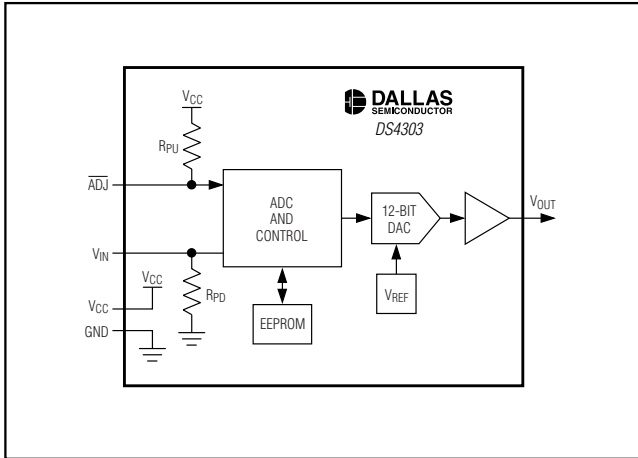 DALLAS
SEMICONDUCTOR
DS4303
VCC
RPU
ADJ
ADC
AND
CONTROL
12-BIT
DAC
VOUT
VIN
VCC
VCC
RPD
GND
EEPROM
VREF